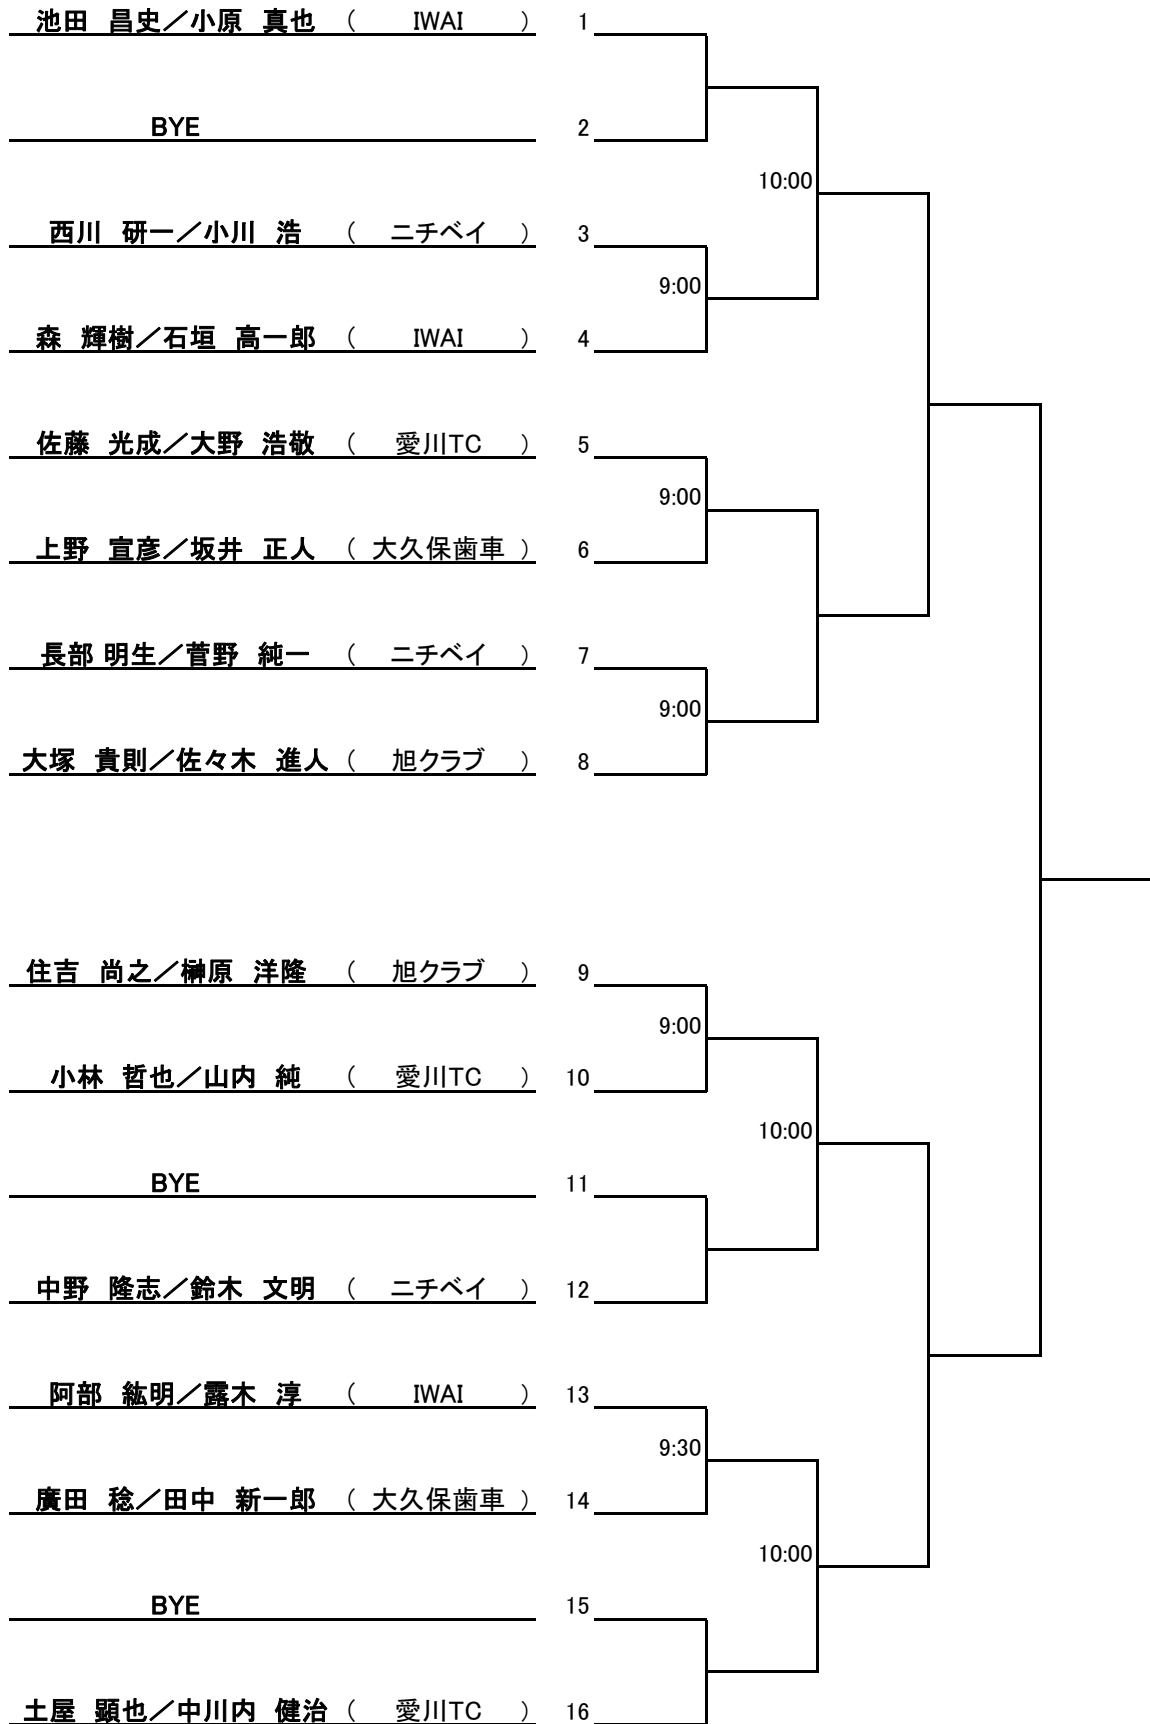 池田 昌史／小原 真也 （ IWAI ） 1
BYE 2
10:00
西川 研一／小川 浩 （ ニチベイ ） 3
9:00
森 輝樹／石垣 高一郎 （ IWAI ） 4
佐藤 光成／大野 浩敬 （ 愛川TC ） 5
9:00
上野 宣彦／坂井 正人 （ 大久保歯車 ） 6
長部 明生／菅野 純一 （ ニチベイ ） 7
9:00
大塚 貴則／佐々木 進人 （ 旭クラブ ） 8
住吉 尚之／榊原 洋隆 （ 旭クラブ ） 9
9:00
小林 哲也／山内 純 （ 愛川TC ） 10
10:00
BYE 11
中野 隆志／鈴木 文明 （ ニチベイ ） 12
阿部 紘明／露木 淳 （ IWAI ） 13
9:30
廣田 稔／田中 新一郎 （ 大久保歯車 ） 14
10:00
BYE 15
土屋 顕也／中川内 健治 （ 愛川TC ） 16